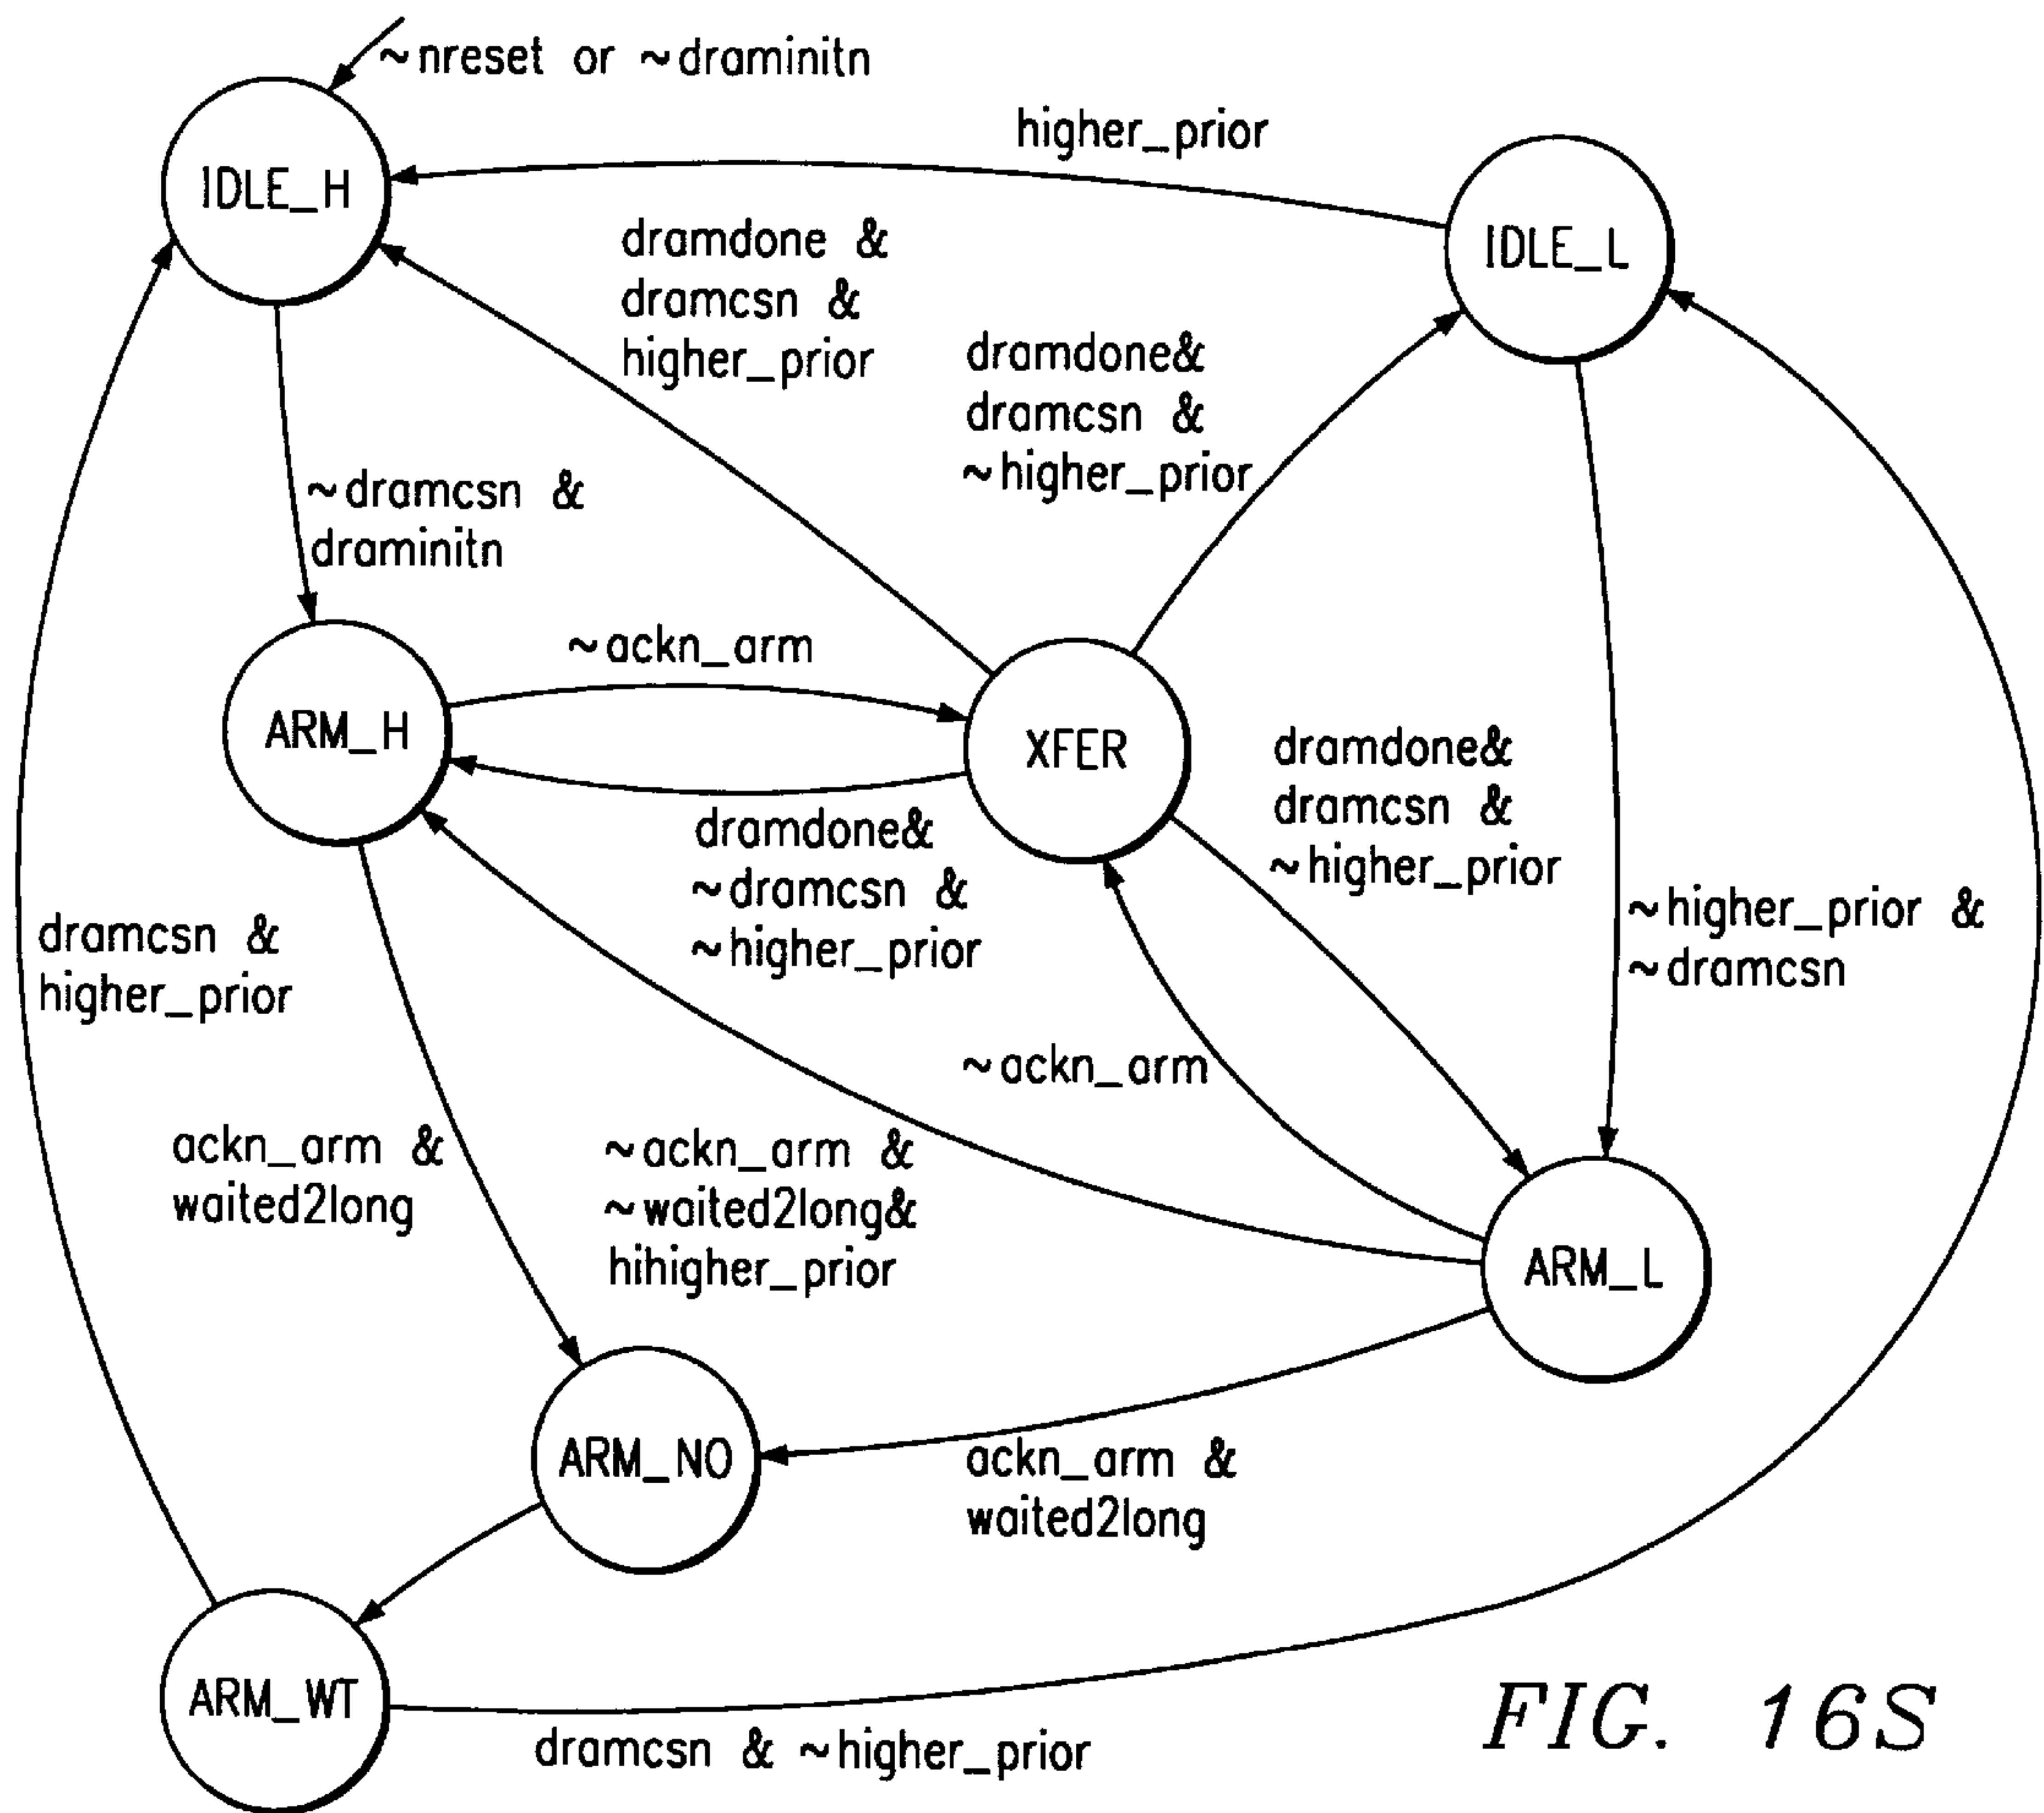 ~nreset or ~draminitn
higher_prior
IDLE_H
IDLE_L
dramdone &
dramcsn &
higher_prior
dramdone&
dramcsn &
~higher_prior
~dramcsn &
draminitn
~ackn_arm
ARM_H
XFER
dramdone&
dramcsn &
~higher_prior
dramdone&
~dramcsn &
~higher_prior
~higher_prior &
~dramcsn
dramcsn &
higher_prior
~ackn_arm
ackn_arm &
waited2long
~ackn_arm &
~waited2long&
hihigher_prior
ARM_L
ARM_NO
ackn_arm &
waited2long
ARM_WT
dramcsn & ~higher_prior
FIG. 16S